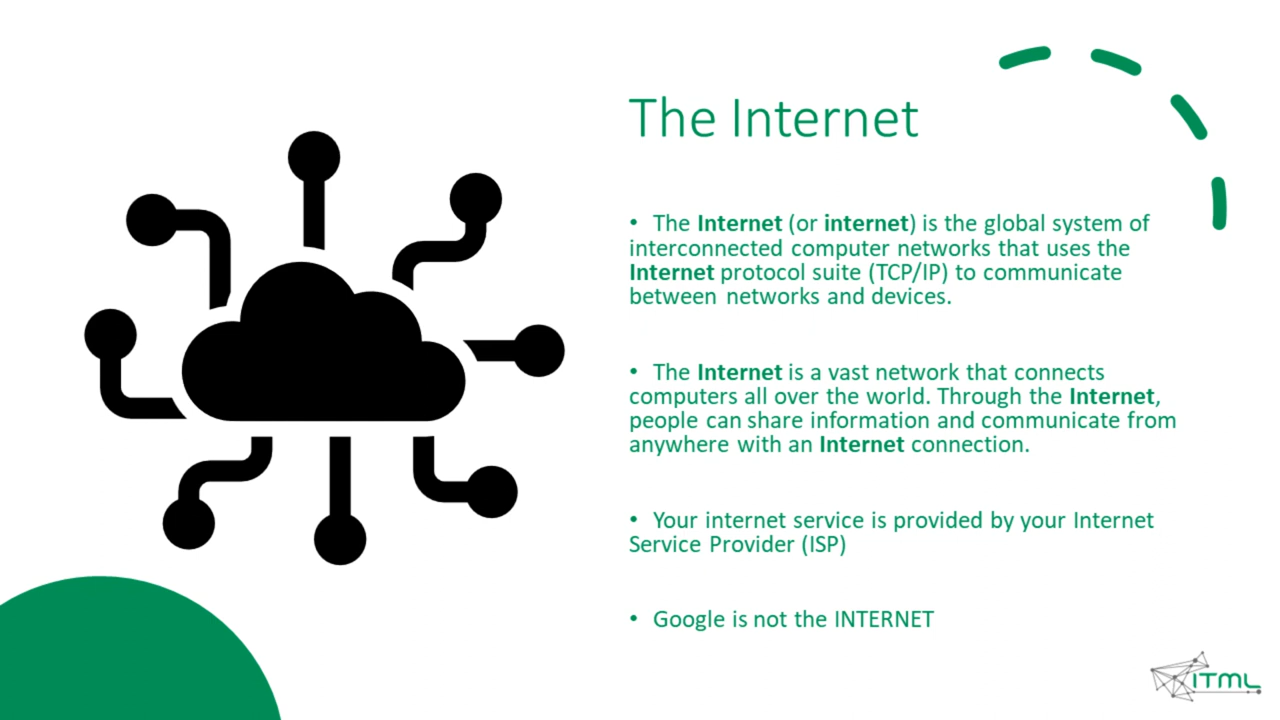 The Internet
• The Internet (or internet) is the global system of
interconnected computer networks that uses the
Internet protocol suite (TCP/IP) to communicate
between networks and devices.
• The Internet is a vast network that connects
computers all over the world. Through the Internet,
people can share information and communicate from
anywhere with an Internet connection.
• Your internet service is provided by your Internet
Service Provider (ISP)
• Google is not the INTERNET
ITML